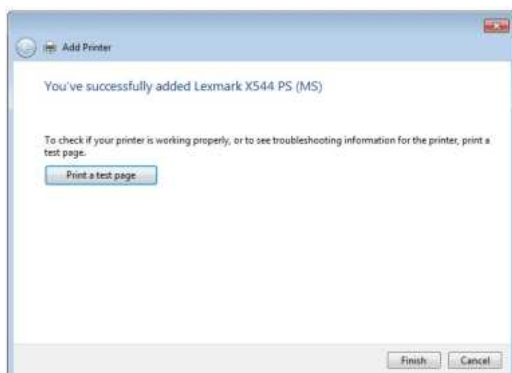 Add Printer
You've successfully added Lexmark X544 PS (MS)
To check if your printer is working properly, or to see troubleshooting information for the printer, print a
test page.
Print a test page
Finish Cancel